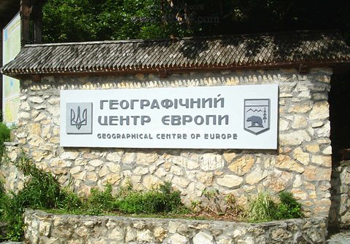 ГЕОГРАФІЧНИЙ
ЦЕНТР ЄВРОПИ
GEOGRAPHICAL CENTRE OF EUROPE